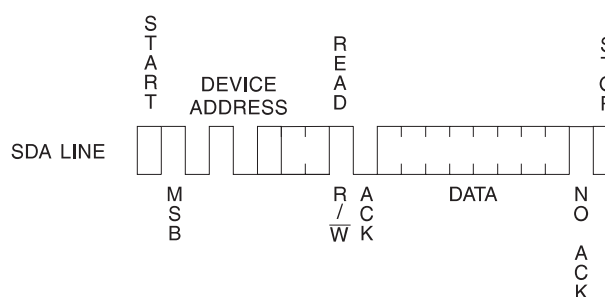 START
DEVICE
ADDRESS
READ
SDA LINE
MSB
R/W
ACK
DATA
NO ACK